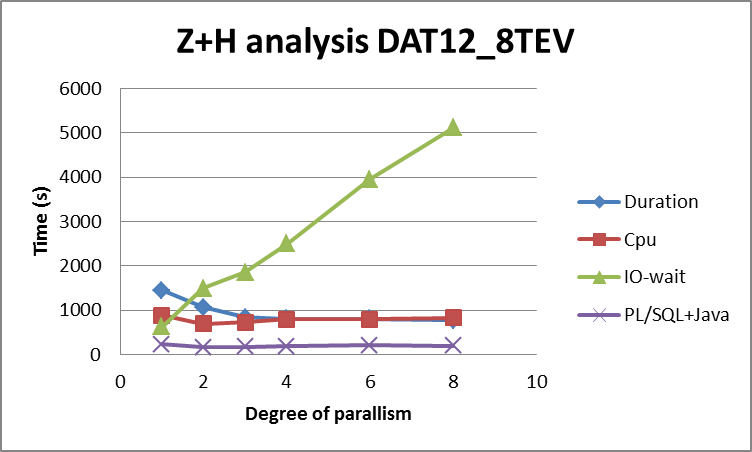 Z+H analysis DAT12_8TEV
6000
5000
4000
3000
2000
1000
0
Time (s)
0 2 4 6 8 10
Degree of parallism
Duration
Cpu
IO-wait
PL/SQL+Java